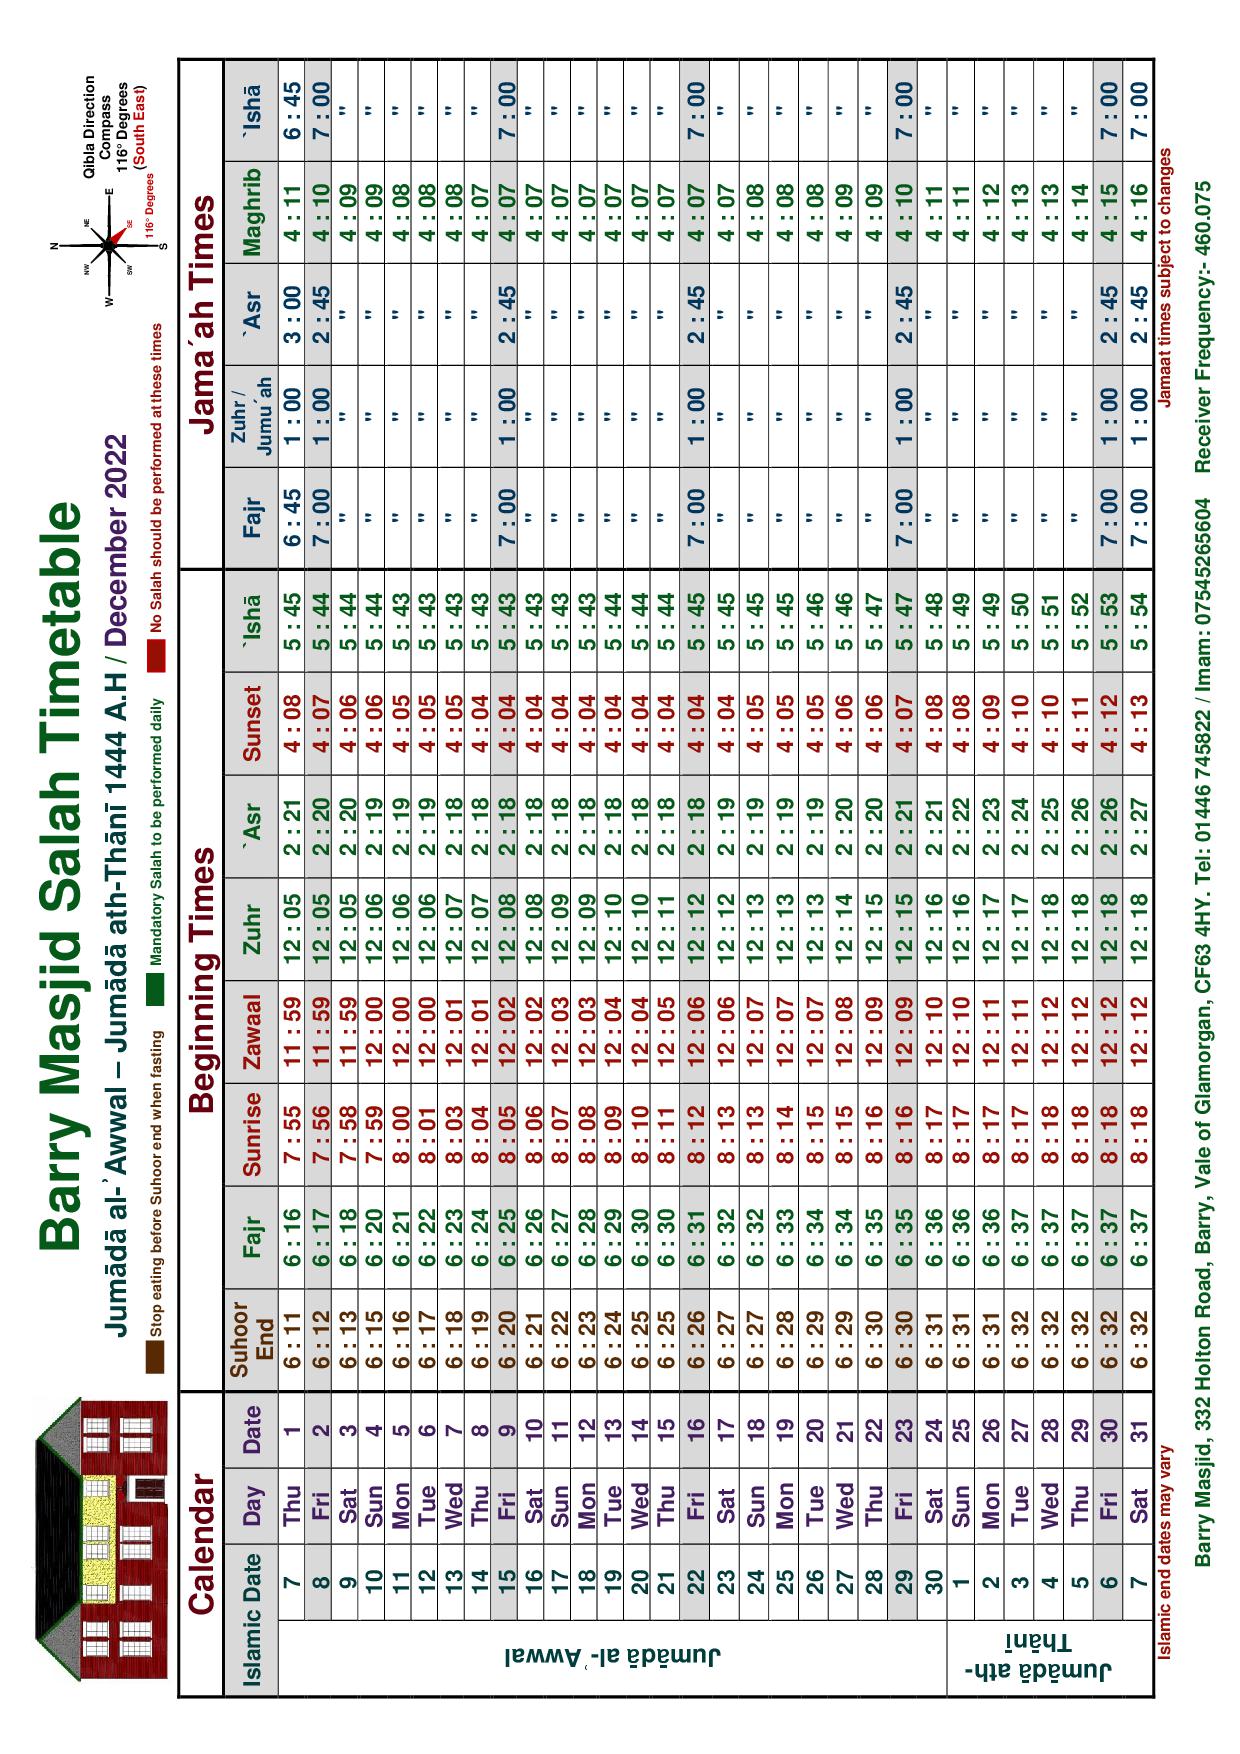 Barry Masjid Salah Timetable
Jumādā al-ʾAwwal – Jumādā ath-Thānī 1444 A.H / December 2022
Stop eating before Suhoor end when fasting Mandatory Salah to be performed daily No Salah should be performed at these times
N
NW NE
W E
SW SE
S
116° Degrees
Qibla Direction
Compass
116° Degrees
(South East)
Calendar Beginning Times Jama´ah Times
Islamic Date Day Date Suhoor End Fajr Sunrise Zawaal Zuhr `Asr Sunset `Ishā Fajr Zuhr / Jumu´ah `Asr Maghrib `Ishā
Jumādā al-ʾAwwal
7 Thu 1 6 : 11 6 : 16 7 : 55 11 : 59 12 : 05 2 : 21 4 : 08 5 : 45 6 : 45 1 : 00 3 : 00 4 : 11 6 : 45
8 Fri 2 6 : 12 6 : 17 7 : 56 11 : 59 12 : 05 2 : 20 4 : 07 5 : 44 7 : 00 1 : 00 2 : 45 4 : 10 7 : 00
9 Sat 3 6 : 13 6 : 18 7 : 58 11 : 59 12 : 05 2 : 20 4 : 06 5 : 44 " " " 4 : 09 "
10 Sun 4 6 : 15 6 : 20 7 : 59 12 : 00 12 : 06 2 : 19 4 : 06 5 : 44 " " " 4 : 09 "
11 Mon 5 6 : 16 6 : 21 8 : 00 12 : 00 12 : 06 2 : 19 4 : 05 5 : 43 " " " 4 : 08 "
12 Tue 6 6 : 17 6 : 22 8 : 01 12 : 00 12 : 06 2 : 19 4 : 05 5 : 43 " " " 4 : 08 "
13 Wed 7 6 : 18 6 : 23 8 : 03 12 : 01 12 : 07 2 : 18 4 : 05 5 : 43 " " " 4 : 08 "
14 Thu 8 6 : 19 6 : 24 8 : 04 12 : 01 12 : 07 2 : 18 4 : 04 5 : 43 " " " 4 : 07 "
15 Fri 9 6 : 20 6 : 25 8 : 05 12 : 02 12 : 08 2 : 18 4 : 04 5 : 43 7 : 00 1 : 00 2 : 45 4 : 07 7 : 00
16 Sat 10 6 : 21 6 : 26 8 : 06 12 : 02 12 : 08 2 : 18 4 : 04 5 : 43 " " " 4 : 07 "
17 Sun 11 6 : 22 6 : 27 8 : 07 12 : 03 12 : 09 2 : 18 4 : 04 5 : 43 " " " 4 : 07 "
18 Mon 12 6 : 23 6 : 28 8 : 08 12 : 03 12 : 09 2 : 18 4 : 04 5 : 43 " " " 4 : 07 "
19 Tue 13 6 : 24 6 : 29 8 : 09 12 : 04 12 : 10 2 : 18 4 : 04 5 : 44 " " " 4 : 07 "
20 Wed 14 6 : 25 6 : 30 8 : 10 12 : 04 12 : 10 2 : 18 4 : 04 5 : 44 " " " 4 : 07 "
21 Thu 15 6 : 25 6 : 30 8 : 11 12 : 05 12 : 11 2 : 18 4 : 04 5 : 44 " " " 4 : 07 "
22 Fri 16 6 : 26 6 : 31 8 : 12 12 : 06 12 : 12 2 : 18 4 : 04 5 : 45 7 : 00 1 : 00 2 : 45 4 : 07 7 : 00
23 Sat 17 6 : 27 6 : 32 8 : 13 12 : 06 12 : 12 2 : 19 4 : 04 5 : 45 " " " 4 : 07 "
24 Sun 18 6 : 27 6 : 32 8 : 13 12 : 07 12 : 13 2 : 19 4 : 05 5 : 45 " " " 4 : 08 "
25 Mon 19 6 : 28 6 : 33 8 : 14 12 : 07 12 : 13 2 : 19 4 : 05 5 : 45 " " " 4 : 08 "
26 Tue 20 6 : 29 6 : 34 8 : 15 12 : 07 12 : 13 2 : 19 4 : 05 5 : 46 " " " 4 : 08 "
27 Wed 21 6 : 29 6 : 34 8 : 15 12 : 08 12 : 14 2 : 20 4 : 06 5 : 46 " " " 4 : 09 "
28 Thu 22 6 : 30 6 : 35 8 : 16 12 : 09 12 : 15 2 : 20 4 : 06 5 : 47 " " " 4 : 09 "
29 Fri 23 6 : 30 6 : 35 8 : 16 12 : 09 12 : 15 2 : 21 4 : 07 5 : 47 7 : 00 1 : 00 2 : 45 4 : 10 7 : 00
30 Sat 24 6 : 31 6 : 36 8 : 17 12 : 10 12 : 16 2 : 21 4 : 08 5 : 48 " " " 4 : 11 "
Jumādā ath-
Thānī
1 Sun 25 6 : 31 6 : 36 8 : 17 12 : 10 12 : 16 2 : 22 4 : 08 5 : 49 " " " 4 : 11 "
2 Mon 26 6 : 31 6 : 36 8 : 17 12 : 11 12 : 17 2 : 23 4 : 09 5 : 49 " " " 4 : 12 "
3 Tue 27 6 : 32 6 : 37 8 : 17 12 : 11 12 : 17 2 : 24 4 : 10 5 : 50 " " " 4 : 13 "
4 Wed 28 6 : 32 6 : 37 8 : 18 12 : 12 12 : 18 2 : 25 4 : 10 5 : 51 " " " 4 : 13 "
5 Thu 29 6 : 32 6 : 37 8 : 18 12 : 12 12 : 18 2 : 26 4 : 11 5 : 52 " " " 4 : 14 "
6 Fri 30 6 : 32 6 : 37 8 : 18 12 : 12 12 : 18 2 : 26 4 : 12 5 : 53 7 : 00 1 : 00 2 : 45 4 : 15 7 : 00
7 Sat 31 6 : 32 6 : 37 8 : 18 12 : 12 12 : 18 2 : 27 4 : 13 5 : 54 7 : 00 1 : 00 2 : 45 4 : 16 7 : 00
Islamic end dates may vary Jamaat times subject to changes
Barry Masjid, 332 Holton Road, Barry, Vale of Glamorgan, CF63 4HY. Tel: 01446 745822 / Imam: 07545265604 Receiver Frequency:- 460.075